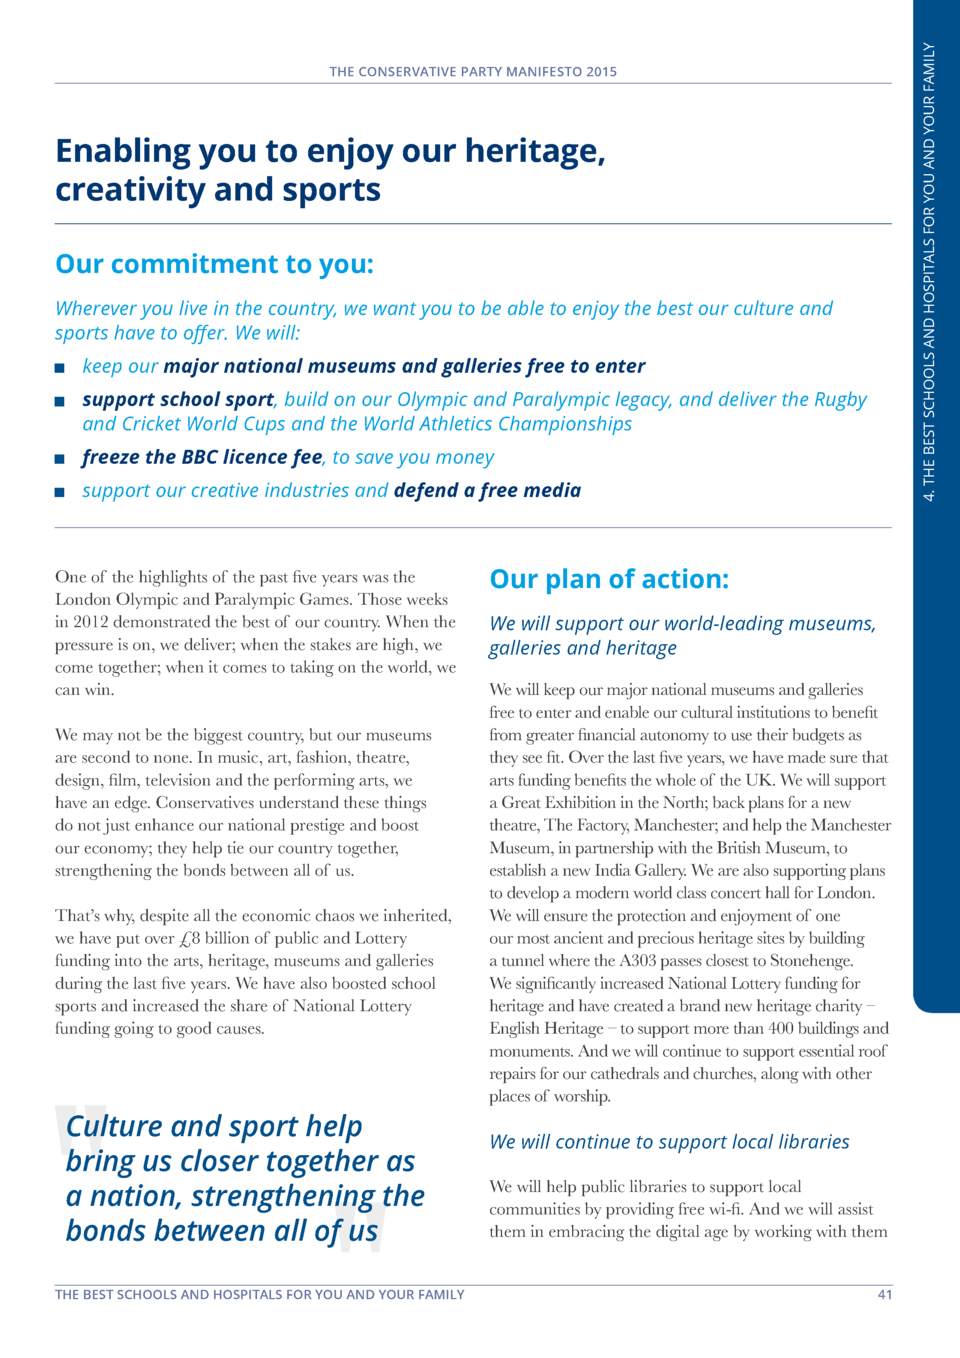 THE CONSERVATIVE PARTY MANIFESTO 2015
Enabling you to enjoy our heritage,
creativity and sports
Our commitment to you:
Wherever you live in the country, we want you to be able to enjoy the best our culture and
sports have to offer. We will:
■ keep our major national museums and galleries free to enter
■ support school sport, build on our Olympic and Paralympic legacy, and deliver the Rugby
and Cricket World Cups and the World Athletics Championships
■ freeze the BBC licence fee, to save you money
■ support our creative industries and defend a free media
One of the highlights of the past five years was the
London Olympic and Paralympic Games. Those weeks
in 2012 demonstrated the best of our country. When the
pressure is on, we deliver; when the stakes are high, we
come together; when it comes to taking on the world, we
can win.
We may not be the biggest country, but our museums
are second to none. In music, art, fashion, theatre,
design, film, television and the performing arts, we
have an edge. Conservatives understand these things
do not just enhance our national prestige and boost
our economy; they help tie our country together,
strengthening the bonds between all of us.
That's why, despite all the economic chaos we inherited,
we have put over £8 billion of public and Lottery
funding into the arts, heritage, museums and galleries
during the last five years. We have also boosted school
sports and increased the share of National Lottery
funding going to good causes.
Culture and sport help
bring us closer together as
a nation, strengthening the
bonds between all of us
Our plan of action:
We will support our world-leading museums,
galleries and heritage
We will keep our major national museums and galleries
free to enter and enable our cultural institutions to benefit
from greater financial autonomy to use their budgets as
they see fit. Over the last five years, we have made sure that
arts funding benefits the whole of the UK. We will support
a Great Exhibition in the North; back plans for a new
theatre, The Factory, Manchester; and help the Manchester
Museum, in partnership with the British Museum, to
establish a new India Gallery. We are also supporting plans
to develop a modern world class concert hall for London.
We will ensure the protection and enjoyment of one
our most ancient and precious heritage sites by building
a tunnel where the A303 passes closest to Stonehenge.
We significantly increased National Lottery funding for
heritage and have created a brand new heritage charity –
English Heritage – to support more than 400 buildings and
monuments. And we will continue to support essential roof
repairs for our cathedrals and churches, along with other
places of worship.
We will continue to support local libraries
We will help public libraries to support local
communities by providing free wi-fi. And we will assist
them in embracing the digital age by working with them
4. THE BEST SCHOOLS AND HOSPITALS FOR YOU AND YOUR FAMILY
THE BEST SCHOOLS AND HOSPITALS FOR YOU AND YOUR FAMILY
41